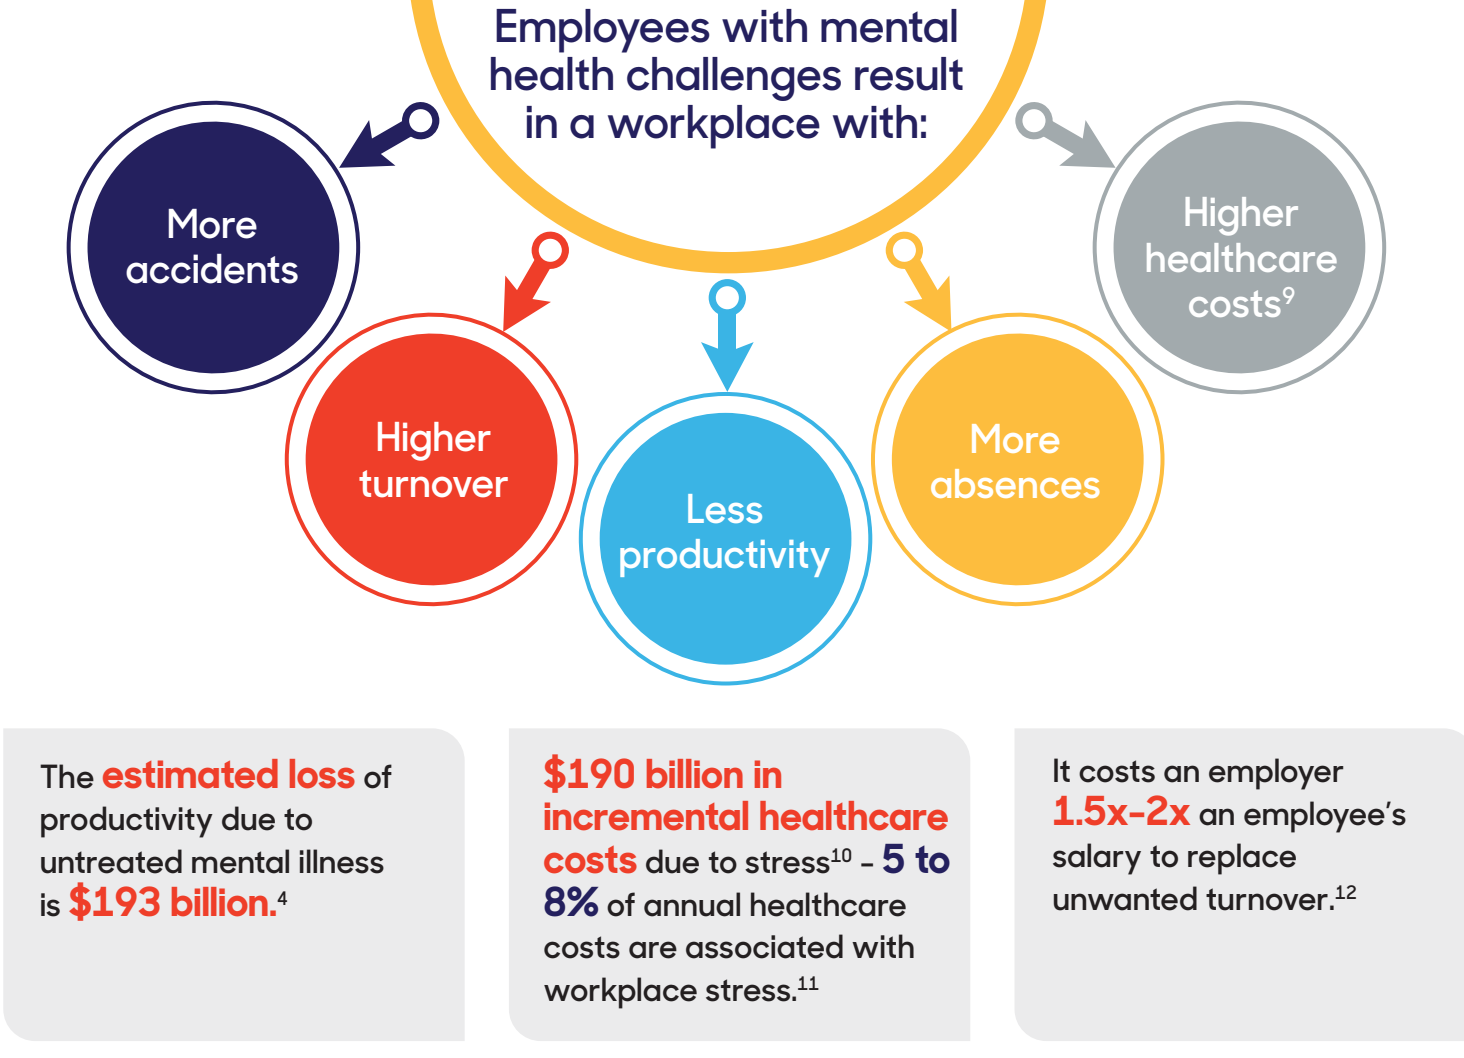 Employees with mental
health challenges result
in a workplace with:
More
accidents
Higher
turnover
Less
productivity
More
absences
Higher
healthcare
costs⁹
The estimated loss of
productivity due to
untreated mental illness
is $193 billion.⁴
$190 billion in
incremental healthcare
costs due to stress¹⁰ - 5 to
8% of annual healthcare
costs are associated with
workplace stress.¹¹
It costs an employer
1.5x-2x an employee’s
salary to replace
unwanted turnover.¹²